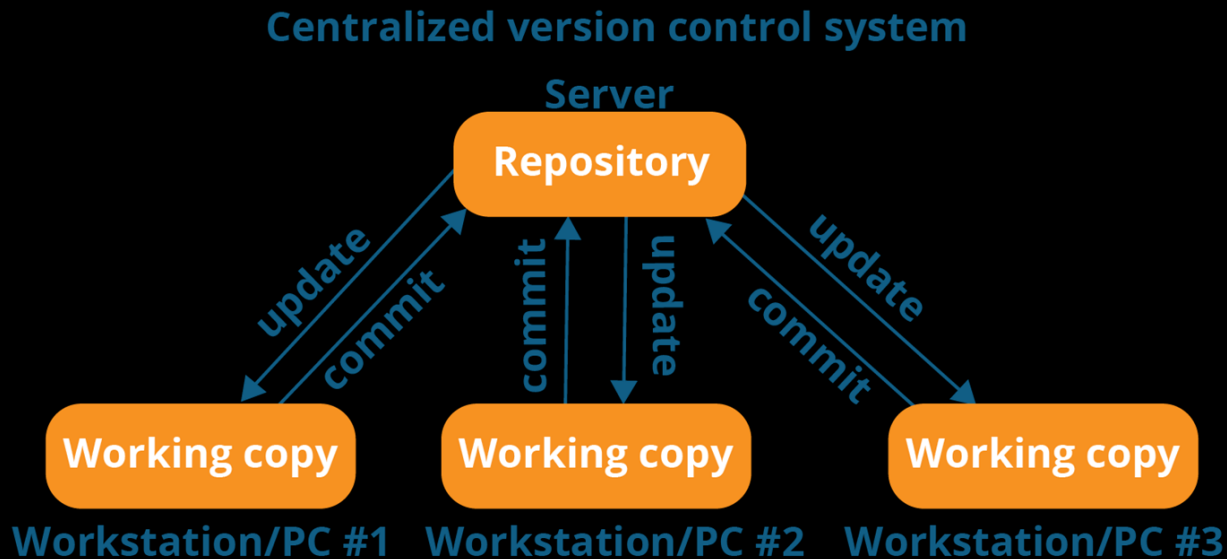 Centralized version control system
Server
Repository
update
commit
commit
update
commit
update
Working copy
Working copy
Working copy
Workstation/PC #1
Workstation/PC #2
Workstation/PC #3